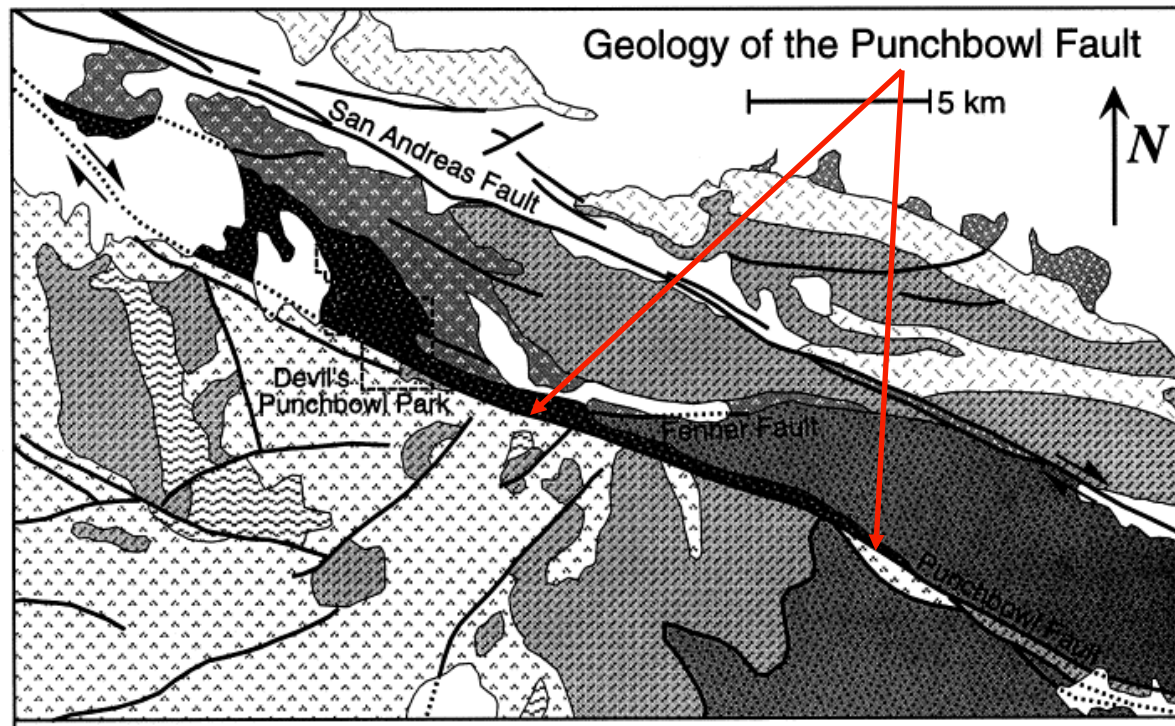 Geology of the Punchbowl Fault
5 km
N
San Andreas Fault
Devil's
Punchbowl Park
Fenner Fault
Punchbowl Fault